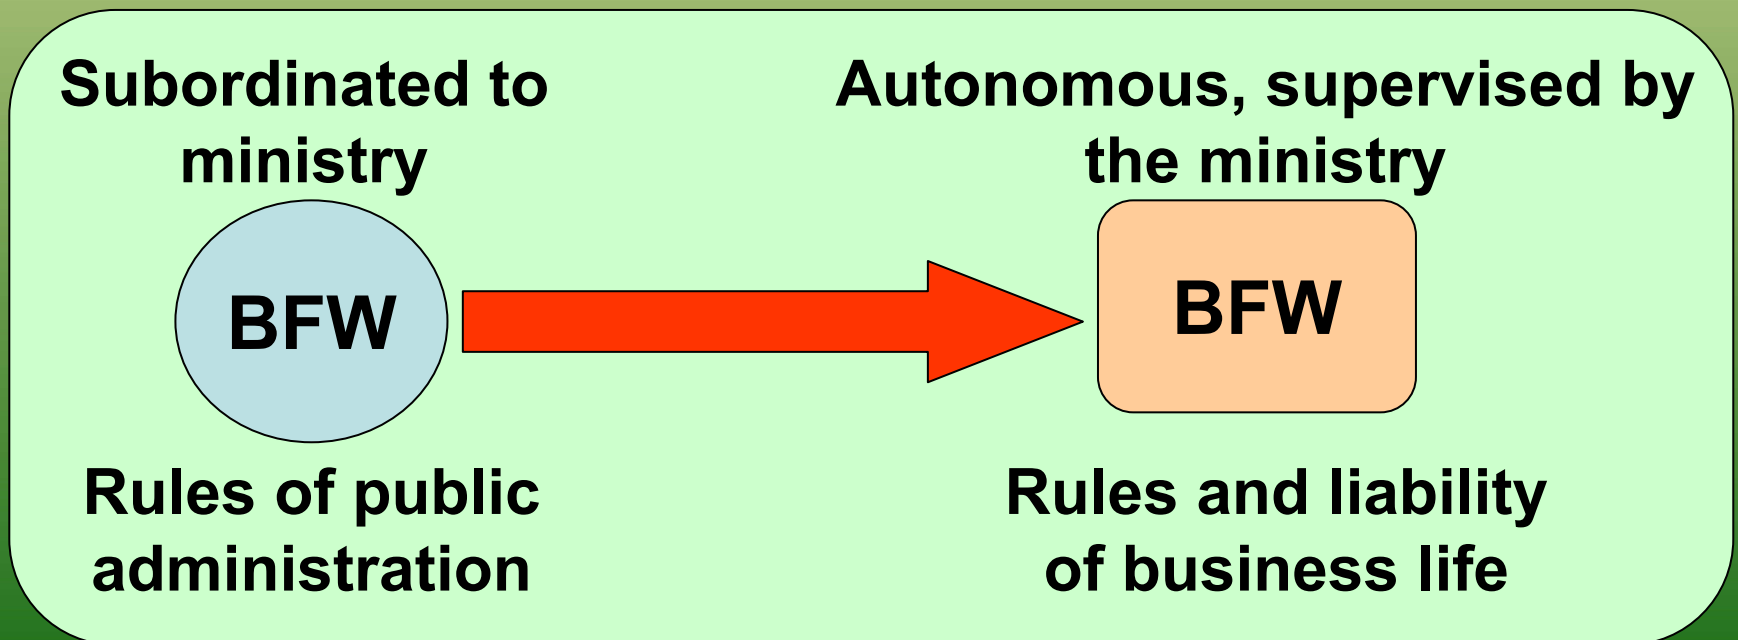 Subordinated to
ministry
BFW
Rules of public
administration
Autonomous, supervised by
the ministry
BFW
Rules and liability
of business life